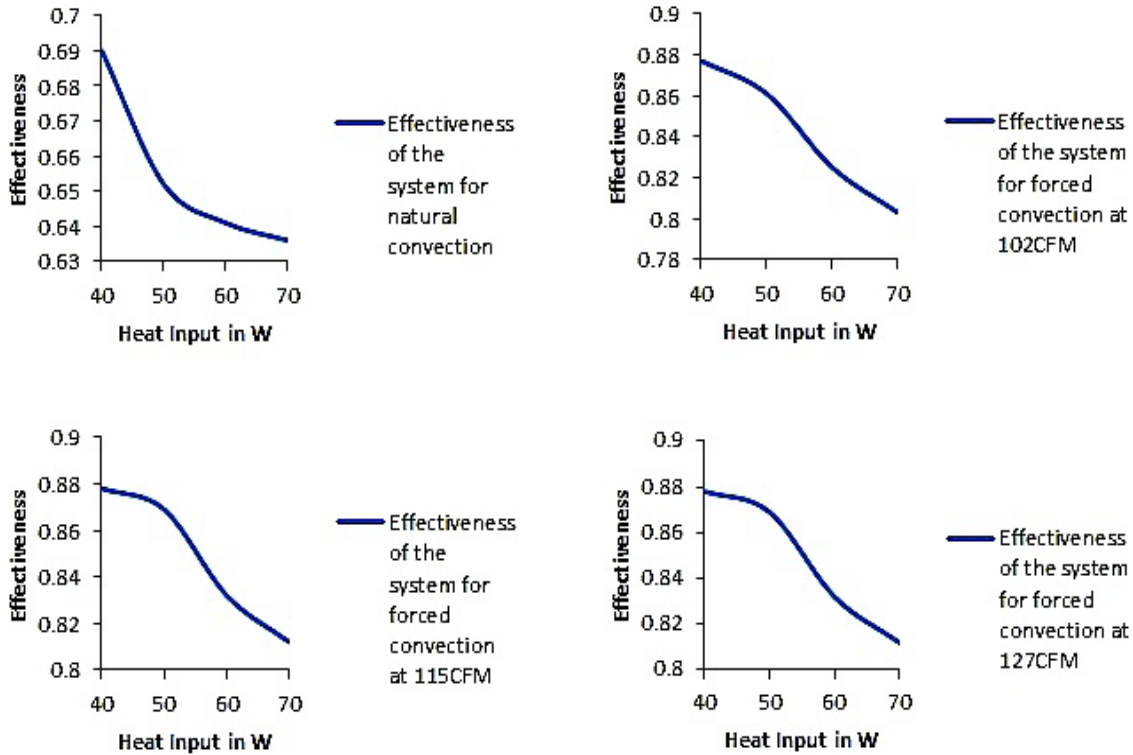 0.7
0.69
0.68
0.67
0.66
0.65
0.64
0.63
Effectiveness
40 50 60 70
Heat Input in W
Effectiveness
of the
system for
natural
convection
0.9
0.88
0.86
0.84
0.82
0.8
0.78
Effectiveness
40 50 60 70
Heat Input in W
Effectiveness
of the system
for forced
convection at
102CFM
0.9
0.88
0.86
0.84
0.82
0.8
Effectiveness
40 50 60 70
Heat Input in W
Effectiveness
of the
system for
forced
convection
at 115CFM
0.9
0.88
0.86
0.84
0.82
0.8
Effectiveness
40 50 60 70
Heat Input in W
Effectiveness
of the system
for forced
convection at
127CFM